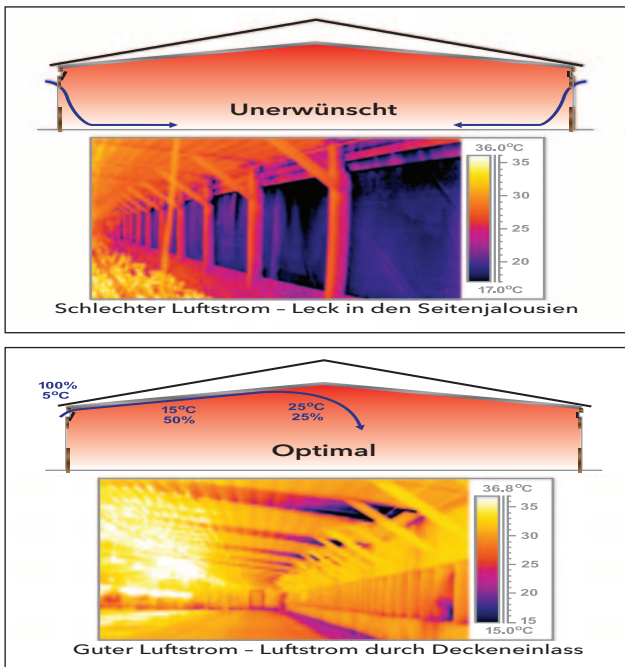 Unerwünscht
36.0°C
35
30
25
20
17.0°C
Schlechter Luftstrom – Leck in den Seitenjalousien
100%
5°C
15°C
50%
25°C
25%
Optimal
36.8°C
35
30
25
20
15
15.0°C
Guter Luftstrom – Luftstrom durch Deckeneinlass